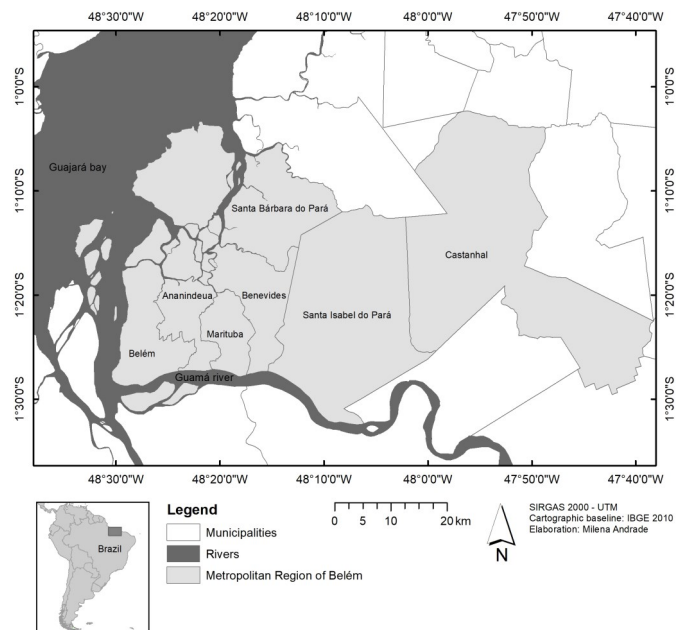 48°30'0"W 48°20'0"W 48°10'0"W 48°0'0"W 47°50'0"W 47°40'0"W
1°0'0"S 1°0'0"S
Guajará bay
1°10'0"S 1°10'0"S
Santa Bárbara do Pará
Castanhal
1°20'0"S 1°20'0"S
Ananindeua Benevides
Santa Isabel do Pará
Marituba
Belém
Guamá river
1°30'0"S 1°30'0"S
48°30'0"W 48°20'0"W 48°10'0"W 48°0'0"W 47°50'0"W 47°40'0"W
Brazil
Legend
Municipalities
Rivers
Metropolitan Region of Belém
0 5 10 20 km
N
SIRGAS 2000 - UTM
Cartographic baseline: IBGE 2010
Elaboration: Milena Andrade